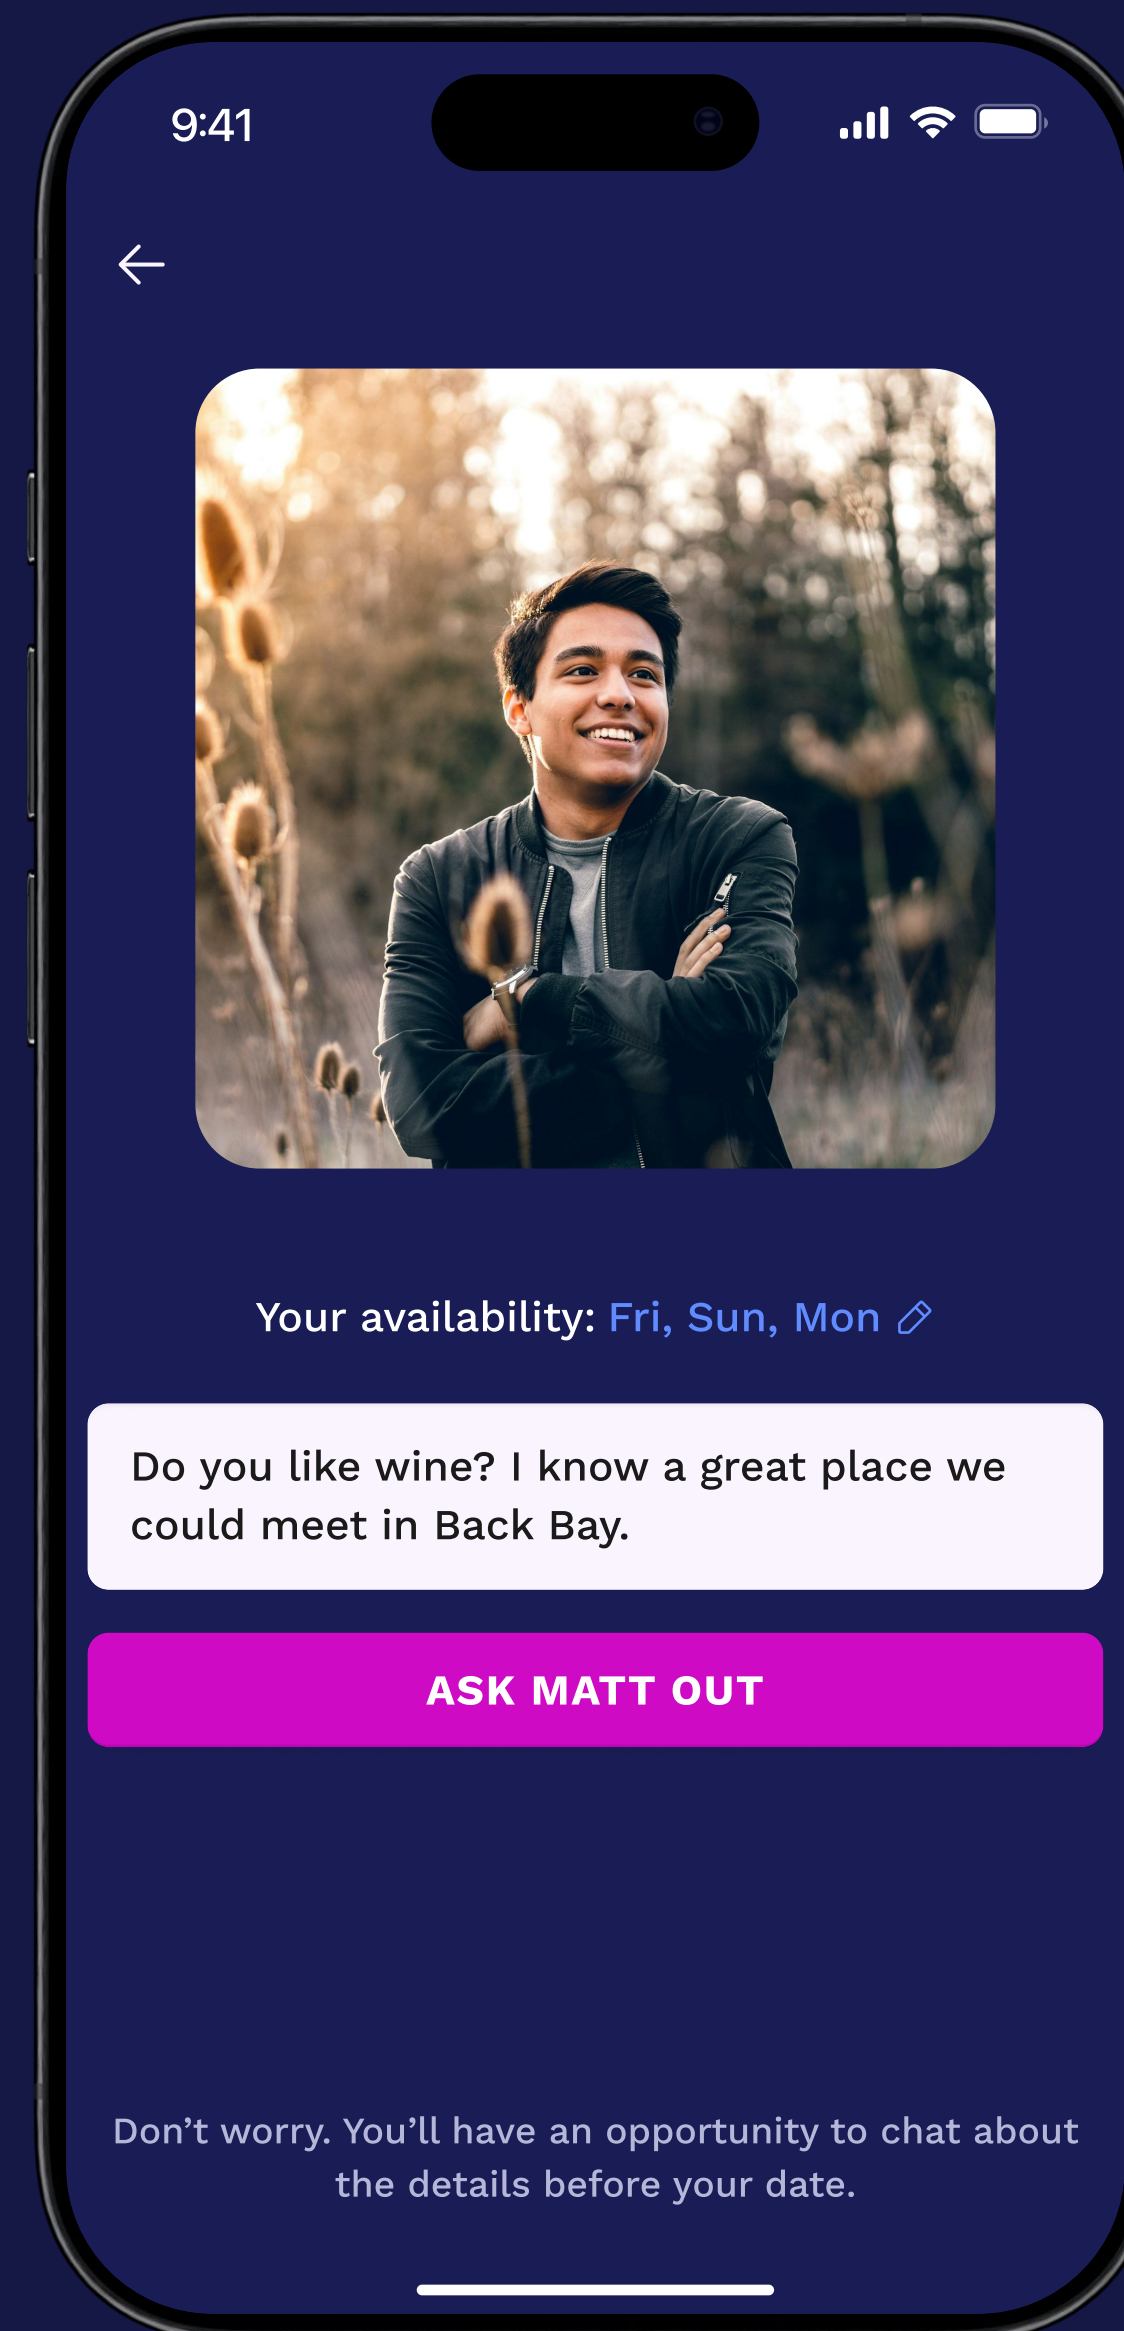 9:41
Your availability: Fri, Sun, Mon
Do you like wine? I know a great place we
could meet in Back Bay.
ASK MATT OUT
Don’t worry. You’ll have an opportunity to chat about
the details before your date.